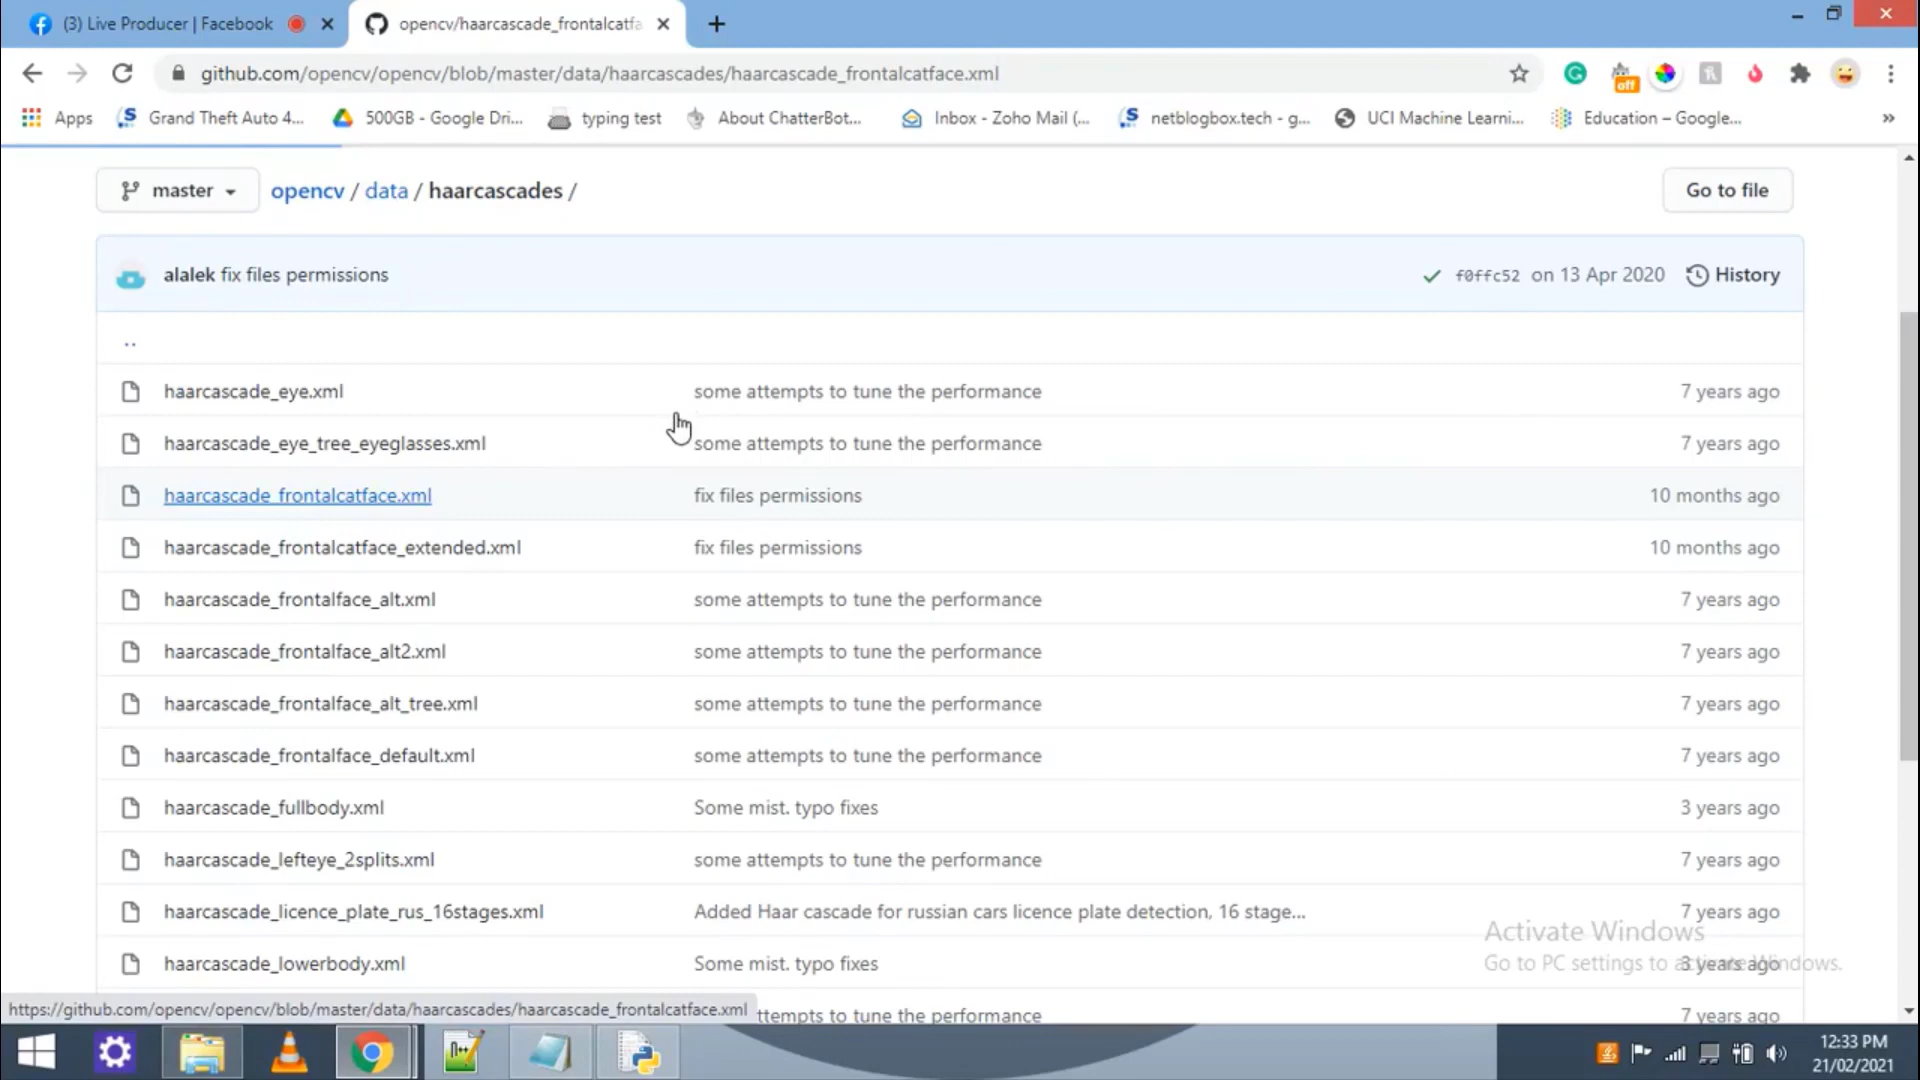 (3) Live Producer | Facebook
opencv/haarcascade_frontalcatfa
github.com/opencv/opencv/blob/master/data/haarcascades/haarcascade_frontalcatface.xml
off
Apps
Grand Theft Auto 4...
500GB - Google Dri...
typing test
About ChatterBot...
Inbox - Zoho Mail (...
netblogbox.tech - g...
UCI Machine Learni...
Education – Google...
»
master
opencv / data / haarcascades /
Go to file
alalek fix files permissions
f0ffc52 on 13 Apr 2020
History
..
haarcascade_eye.xml some attempts to tune the performance 7 years ago
haarcascade_eye_tree_eyeglasses.xml some attempts to tune the performance 7 years ago
haarcascade_frontalcatface.xml fix files permissions 10 months ago
haarcascade_frontalcatface_extended.xml fix files permissions 10 months ago
haarcascade_frontalface_alt.xml some attempts to tune the performance 7 years ago
haarcascade_frontalface_alt2.xml some attempts to tune the performance 7 years ago
haarcascade_frontalface_alt_tree.xml some attempts to tune the performance 7 years ago
haarcascade_frontalface_default.xml some attempts to tune the performance 7 years ago
haarcascade_fullbody.xml Some mist. typo fixes 3 years ago
haarcascade_lefteye_2splits.xml some attempts to tune the performance 7 years ago
haarcascade_licence_plate_rus_16stages.xml Added Haar cascade for russian cars licence plate detection, 16 stage... 7 years ago
Activate Windows
haarcascade_lowerbody.xml Some mist. typo fixes 3 years ago
Go to PC settings to activate Windows.
https://github.com/opencv/opencv/blob/master/data/haarcascades/haarcascade_frontalcatface.xml
ttempts to tune the performance 7 years ago
12:33 PM
21/02/2021